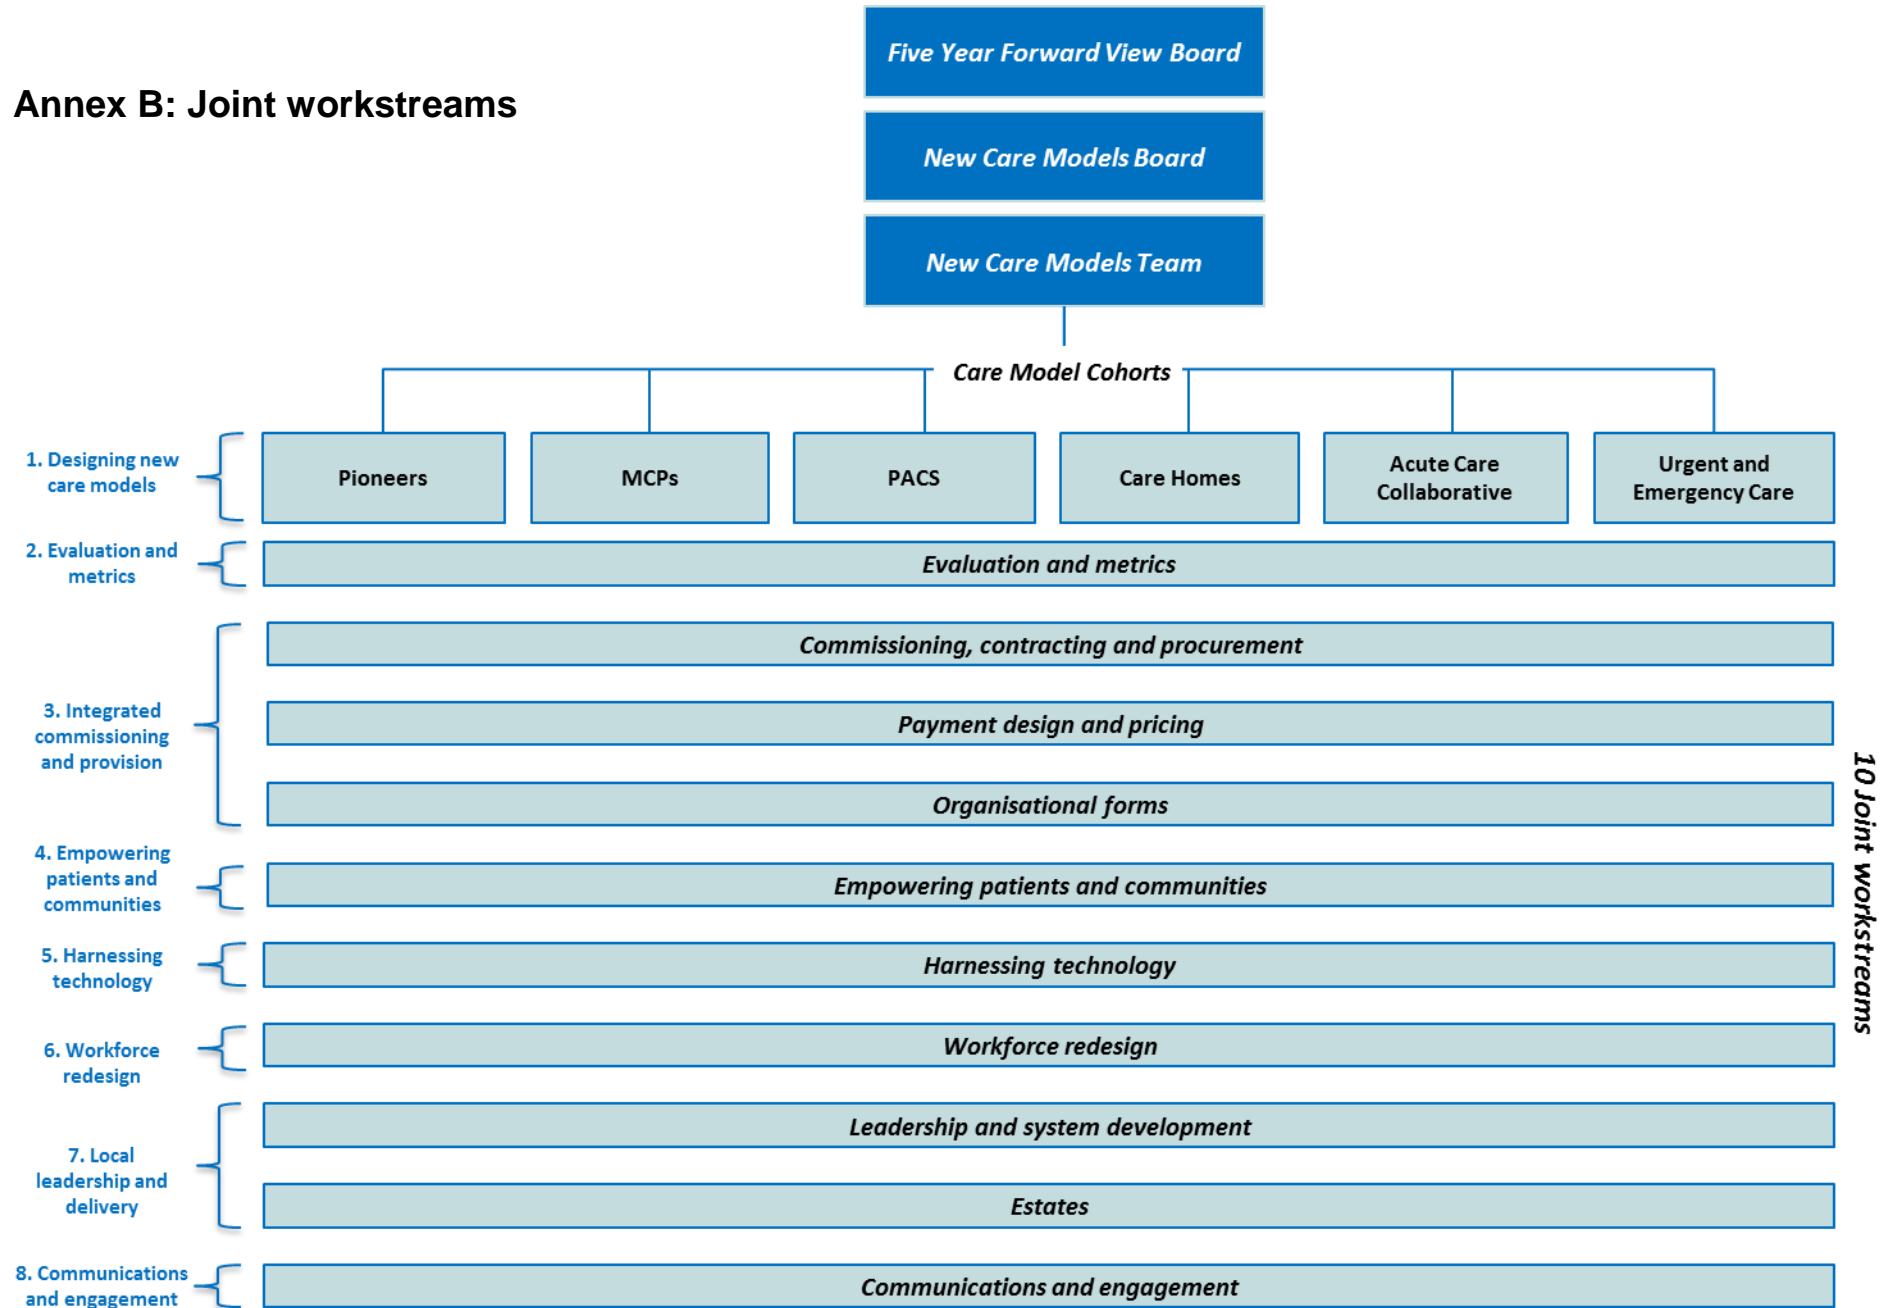 Five Year Forward View Board
Annex B: Joint workstreams
New Care Models Board
New Care Models Team
Care Model Cohorts
1. Designing new
care models
Pioneers
MCPs
PACS
Care Homes
Acute Care
Collaborative
Urgent and
Emergency Care
2. Evaluation and
metrics
Evaluation and metrics
3. Integrated
commissioning
and provision
Commissioning, contracting and procurement
Payment design and pricing
Organisational forms
4. Empowering
patients and
communities
Empowering patients and communities
5. Harnessing
technology
Harnessing technology
6. Workforce
redesign
Workforce redesign
7. Local
leadership and
delivery
Leadership and system development
Estates
8. Communications
and engagement
Communications and engagement
10 Joint workstreams